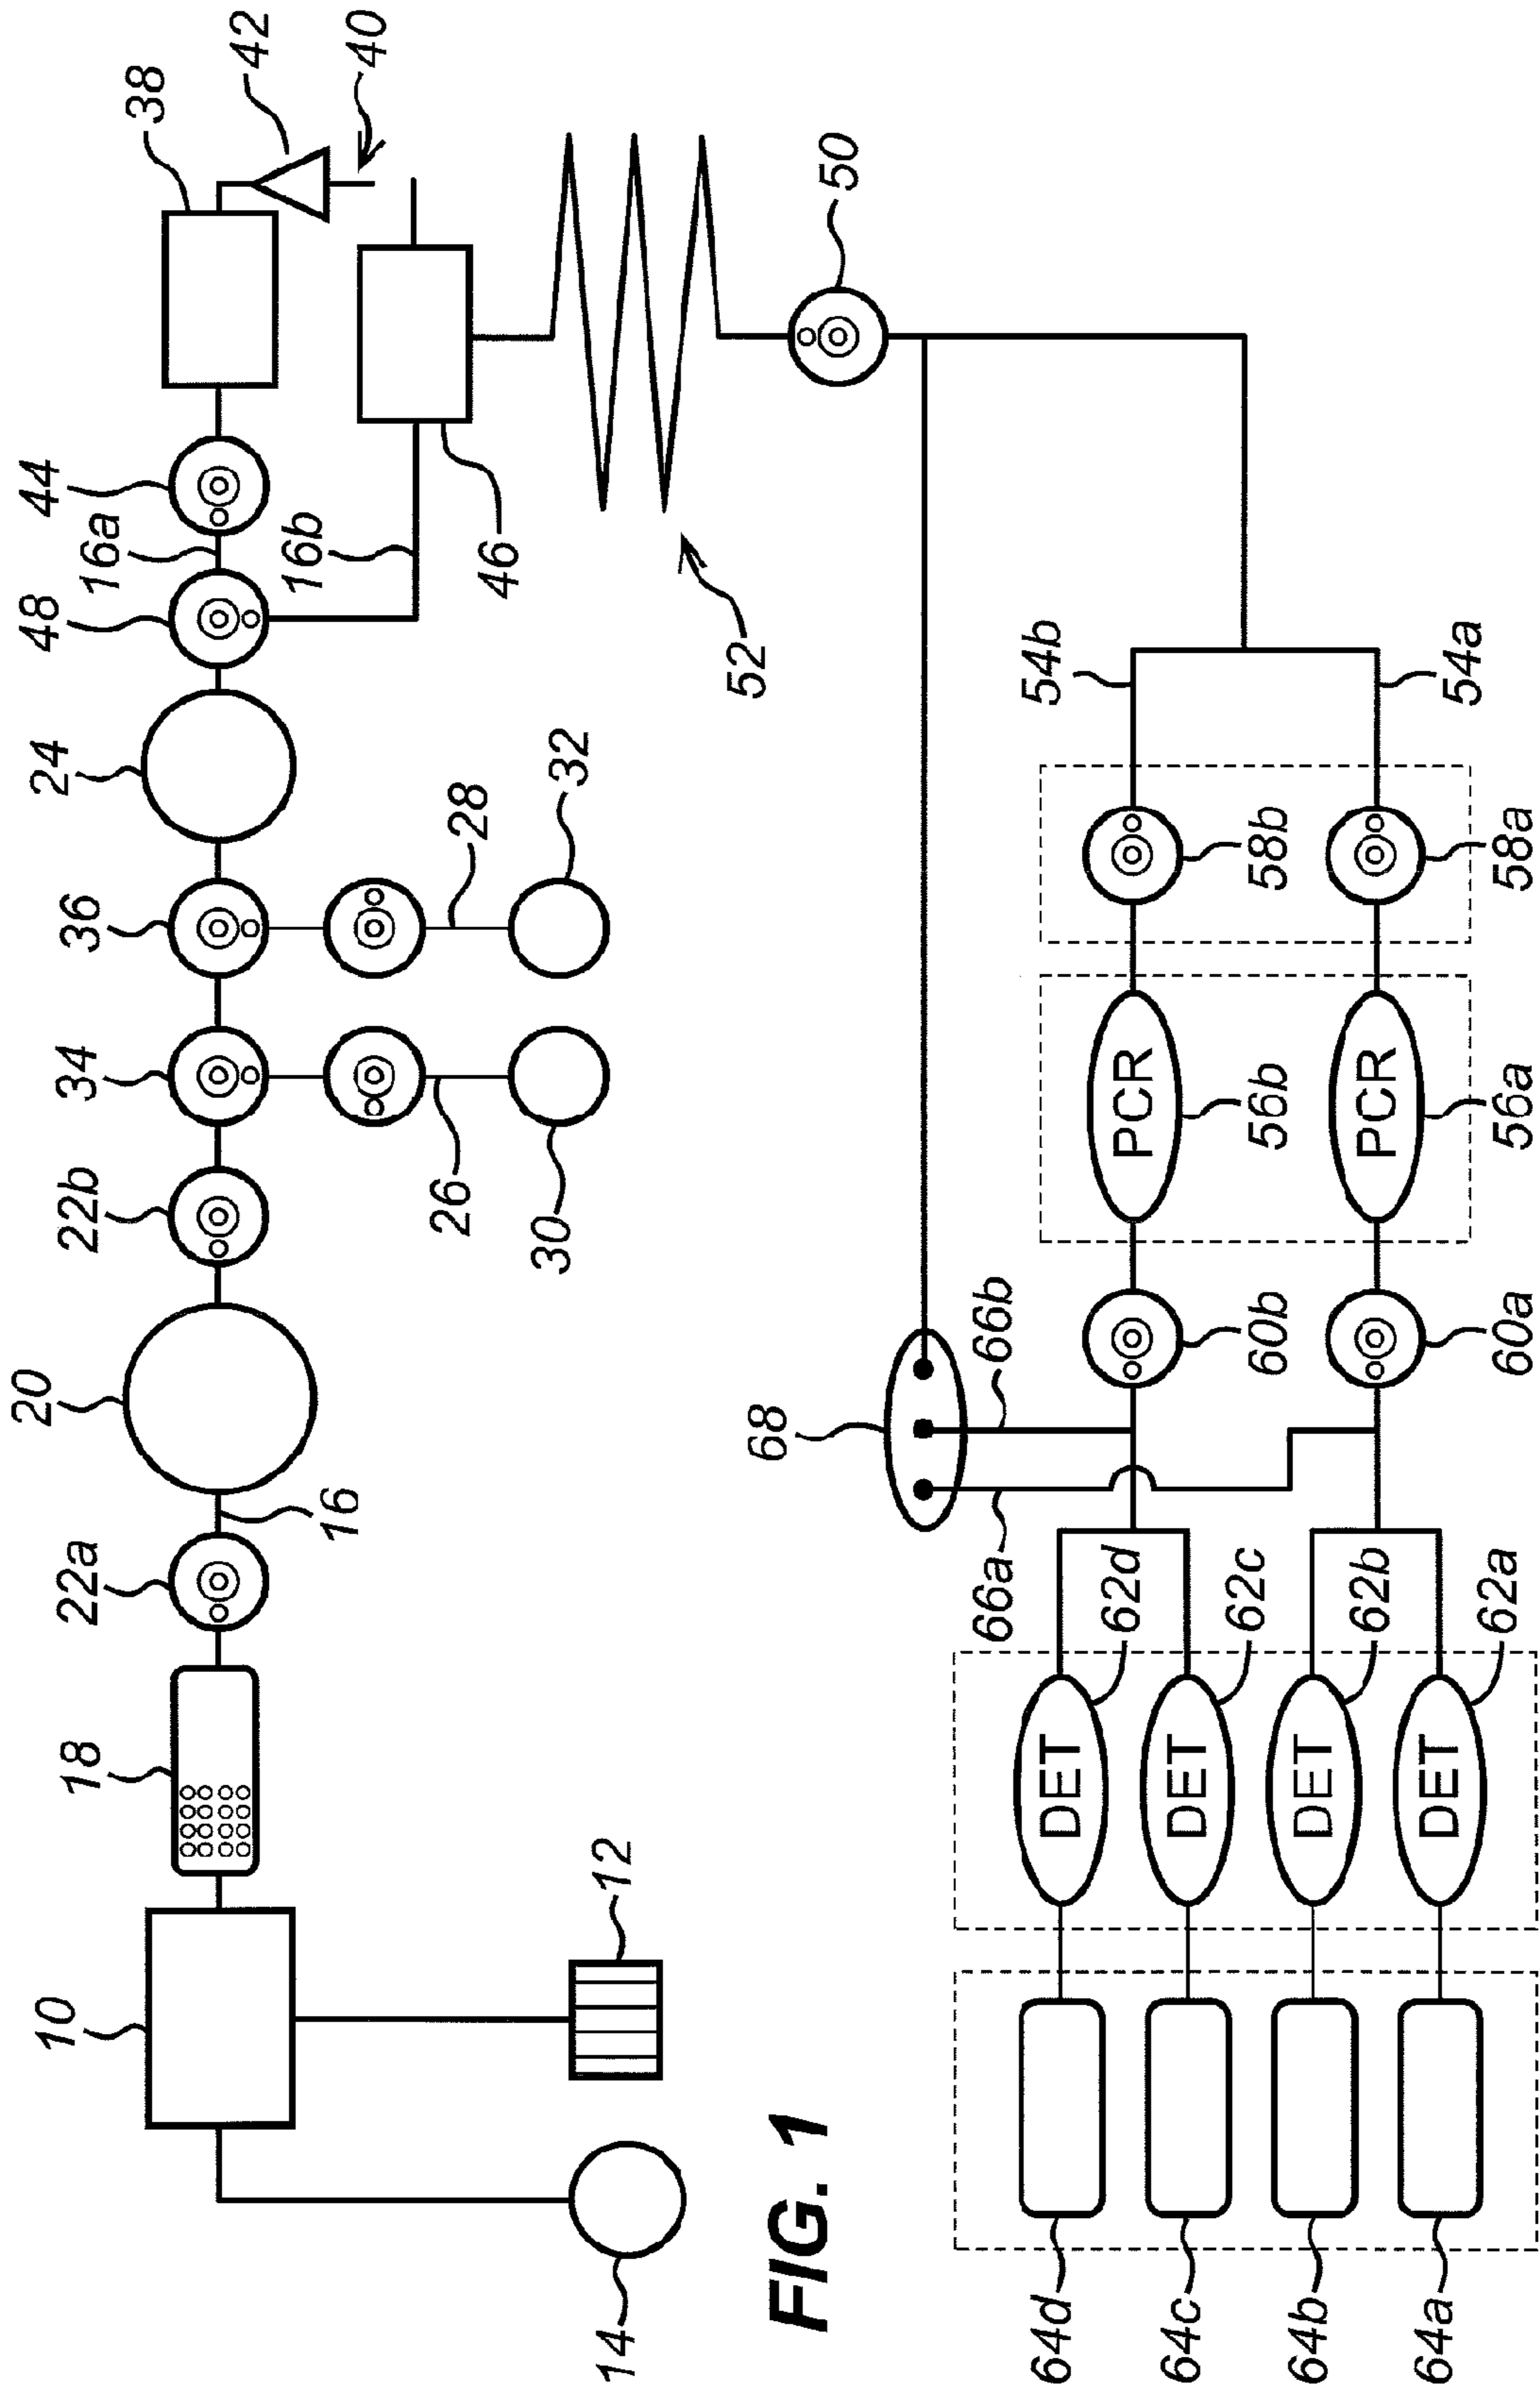 10
18
22a
20
22b
34
36
24
48
44
16a
38
42
40
16
16b
26
28
46
14
12
30
32
52
50
FIG. 1
68
66a
66b
64d
DET
62d
PCR
54b
64c
DET
62c
60b
56b
58b
64b
DET
62b
PCR
64a
DET
62a
60a
56a
58a
54a